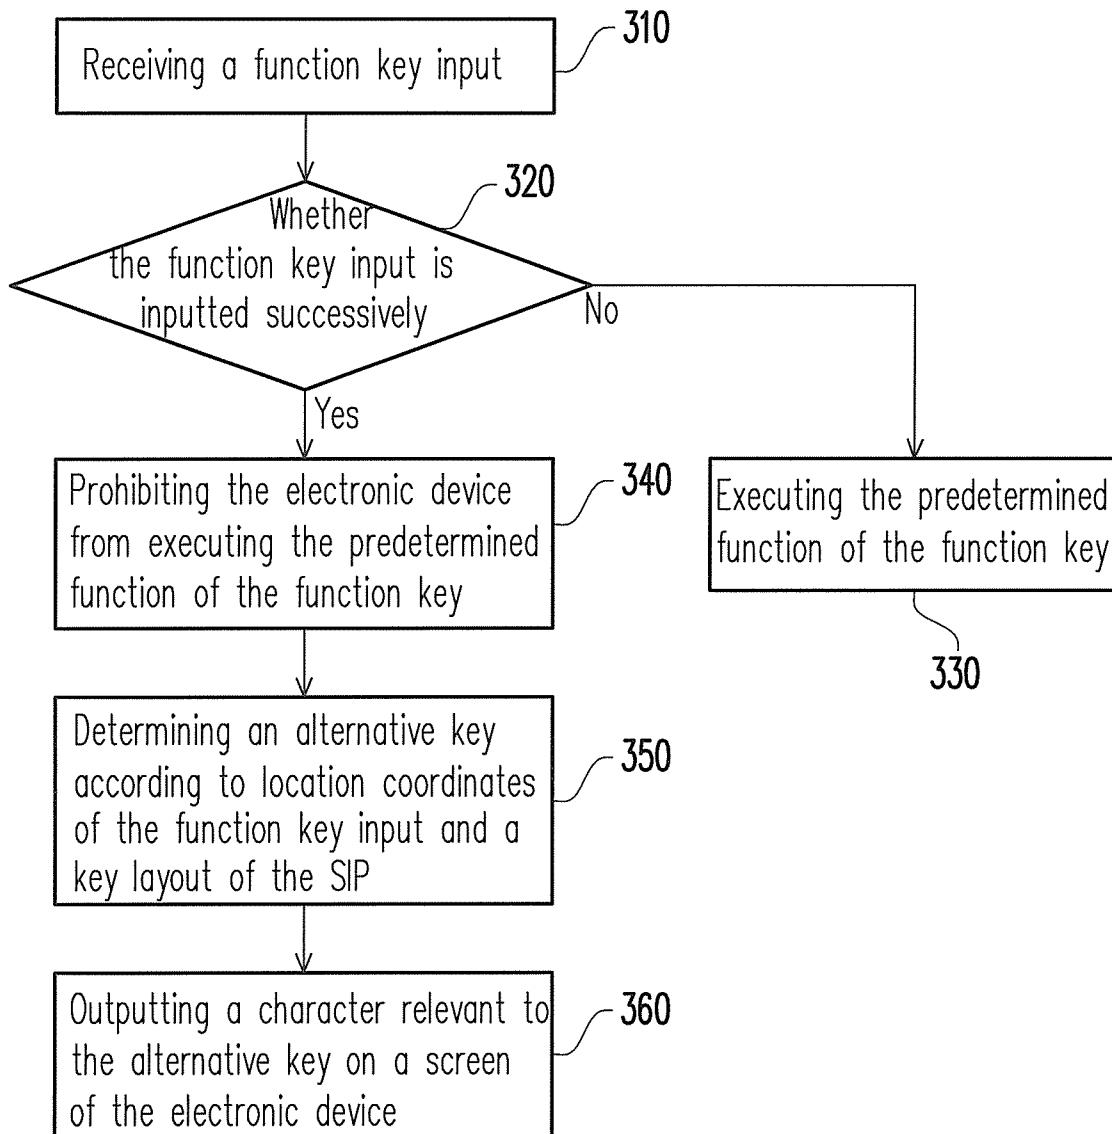 Receiving a function key input
310
Whether
the function key input is
inputted successively
320
No
Yes
Prohibiting the electronic device
from executing the predetermined
function of the function key
340
Executing the predetermined
function of the function key
330
Determining an alternative key
according to location coordinates
of the function key input and a
key layout of the SIP
350
Outputting a character relevant to
the alternative key on a screen
of the electronic device
360